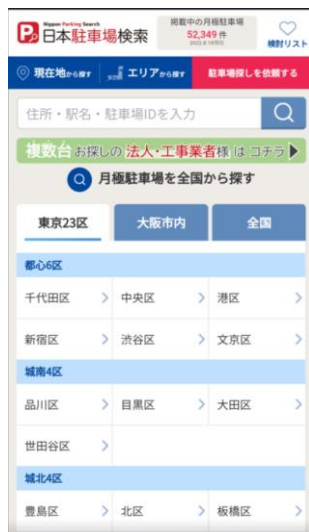 Nippon Parking Search
日本駐車場検索
掲載中の月極駐車場
52,349 件
検討リスト
現在地から探す
エリアから探す
駐車場探しを依頼する
住所・駅名・駐車場IDを入力
複数台 お探しの 法人・工事業者様 は コチラ
月極駐車場を全国から探す
東京23区 大阪市内 全国
都心6区
千代田区 中央区 港区
新宿区 渋谷区 文京区
城南4区
品川区 目黒区 大田区
世田谷区
城北4区
豊島区 北区 板橋区